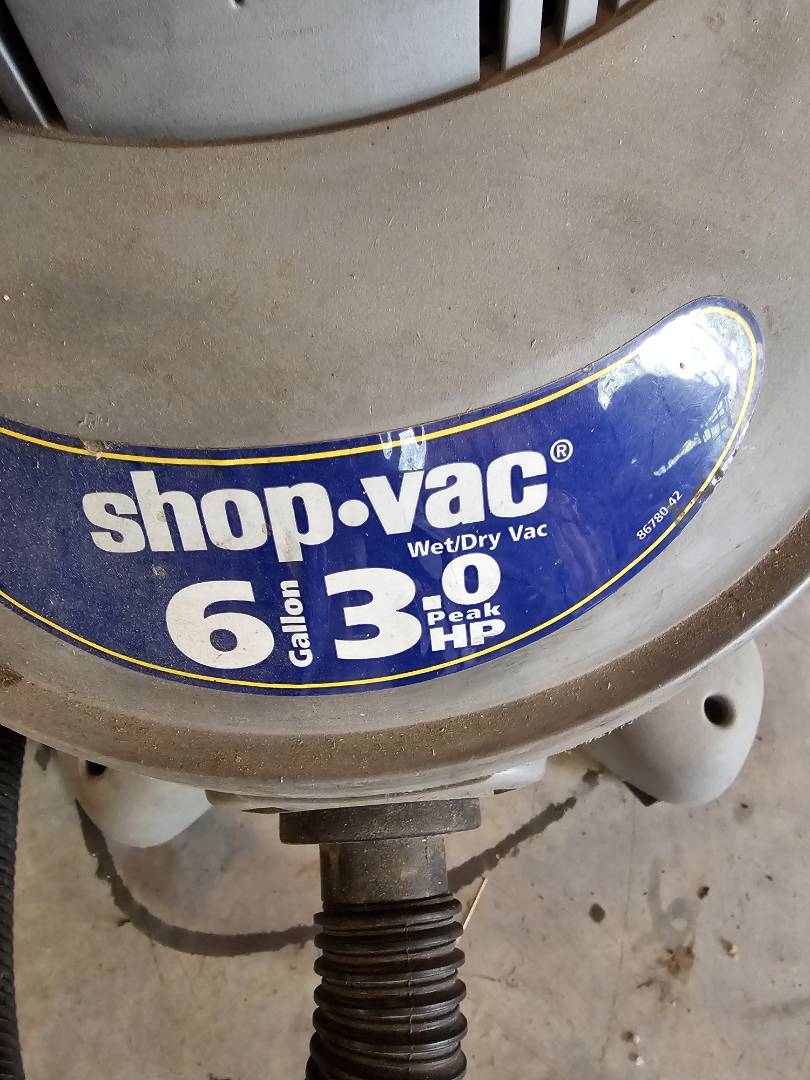 shop•vac®
Wet/Dry Vac
6 Gallon 3.0 Peak HP
86780-42